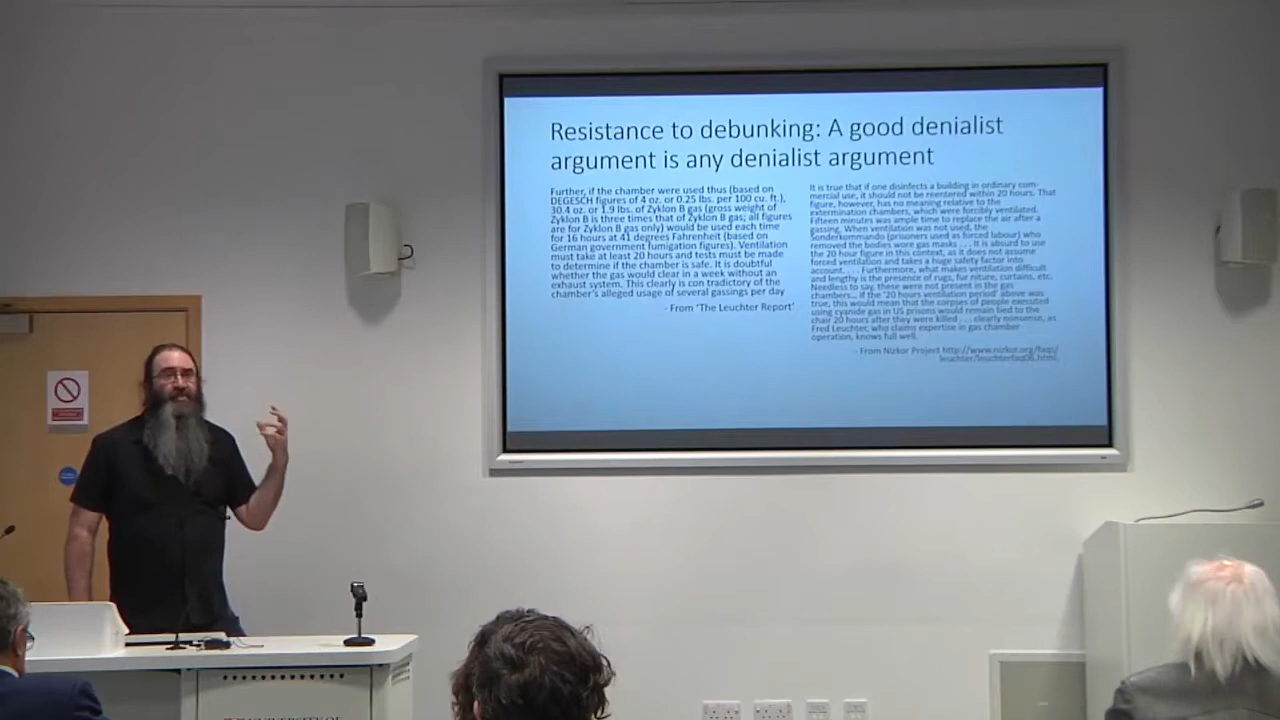 Resistance to debunking: A good denialist
argument is any denialist argument
Further, if the chamber were used thus (based on
DEGESCH figures of 4 oz. or 0.25 lbs. per 100 cu. ft.),
30.4 oz. or 1.9 lbs. of Zyklon B gas (gross weight of
Zyklon B is three times that of Zyklon B gas; all figures
are for Zyklon B gas only) would be used each time
for 16 hours at 41 degrees Fahrenheit (based on
German government fumigation figures). Ventilation
must take at least 20 hours and tests must be made
to determine if the chamber is safe. It is doubtful
whether the gas would clear in a week without an
exhaust system. This clearly is con tradictory of the
chamber's alleged usage of several gassings per day
- From 'The Leuchter Report'
It is true that if one disinfects a building in ordinary com-
mercial use, it should not be reentered within 20 hours. That
figure, however, has no meaning relative to the
extermination chambers, which were forcibly ventilated.
Fifteen minutes was ample time to replace the air after a
gassing. When ventilation was not used, the
Sonderkommando (prisoners used as forced labour) who
removed the bodies wore gas masks . . . It is absurd to use
the 20 hour figure in this context, as it does not assume
forced ventilation and takes a huge safety factor into
account. . . . Furthermore, what makes ventilation difficult
and lengthy is the presence of rugs, fur niture, curtains, etc.
Needless to say, these were not present in the gas
chambers... if the '20 hours ventilation period' above was
true, this would mean that the corpses of people executed
using cyanide gas in US prisons would remain tied to the
chair 20 hours after they were killed . . . clearly nonsense, as
Fred Leuchter, who claims expertise in gas chamber
operation, knows full well.
- From Nizkor Project http://www.nizkor.org/faqs/
leuchter/leuchterfaq06.html
UNIVERSITY OF